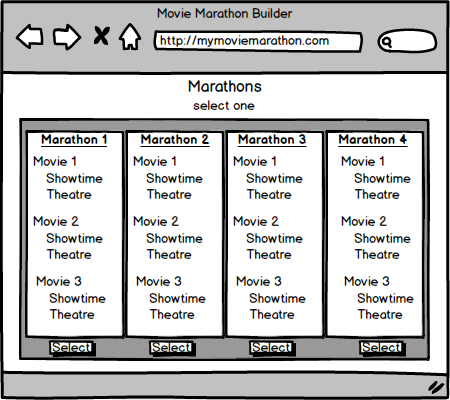 Movie Marathon Builder
http://mymoviemarathon.com
Marathons
select one
Marathon 1
Movie 1
Showtime
Theatre
Movie 2
Showtime
Theatre
Movie 3
Showtime
Theatre
Select
Marathon 2
Movie 1
Showtime
Theatre
Movie 2
Showtime
Theatre
Movie 3
Showtime
Theatre
Select
Marathon 3
Movie 1
Showtime
Theatre
Movie 2
Showtime
Theatre
Movie 3
Showtime
Theatre
Select
Marathon 4
Movie 1
Showtime
Theatre
Movie 2
Showtime
Theatre
Movie 3
Showtime
Theatre
Select